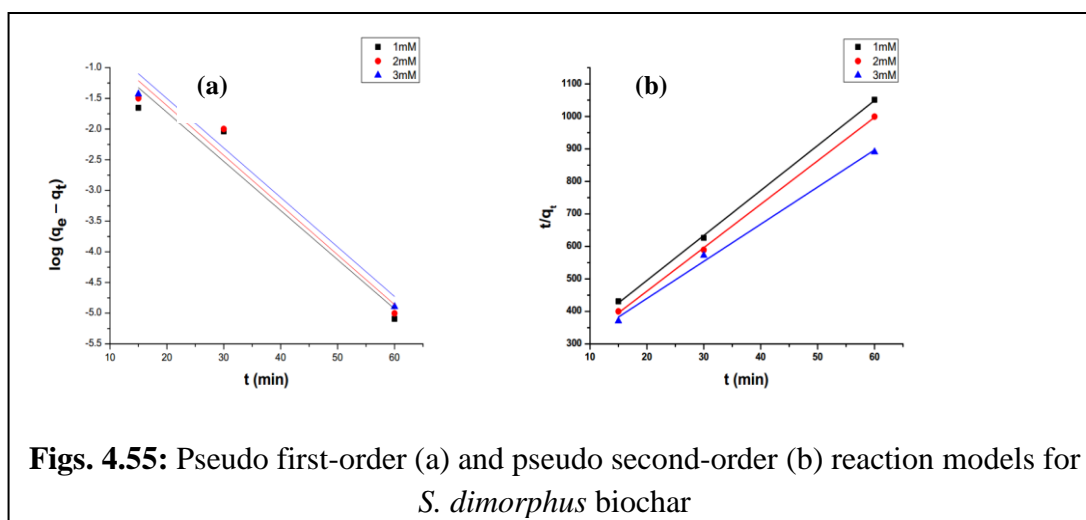 1mM
2mM
3mM
(a)
-1.0
-1.5
-2.0
-2.5
-3.0
-3.5
-4.0
-4.5
-5.0
-5.5
log (qe – qt)
10 20 30 40 50 60
t (min)
1mM
2mM
3mM
(b)
1100
1000
900
800
700
600
500
400
300
t/qt
10 20 30 40 50 60
t (min)
Figs. 4.55: Pseudo first-order (a) and pseudo second-order (b) reaction models for
S. dimorphus biochar